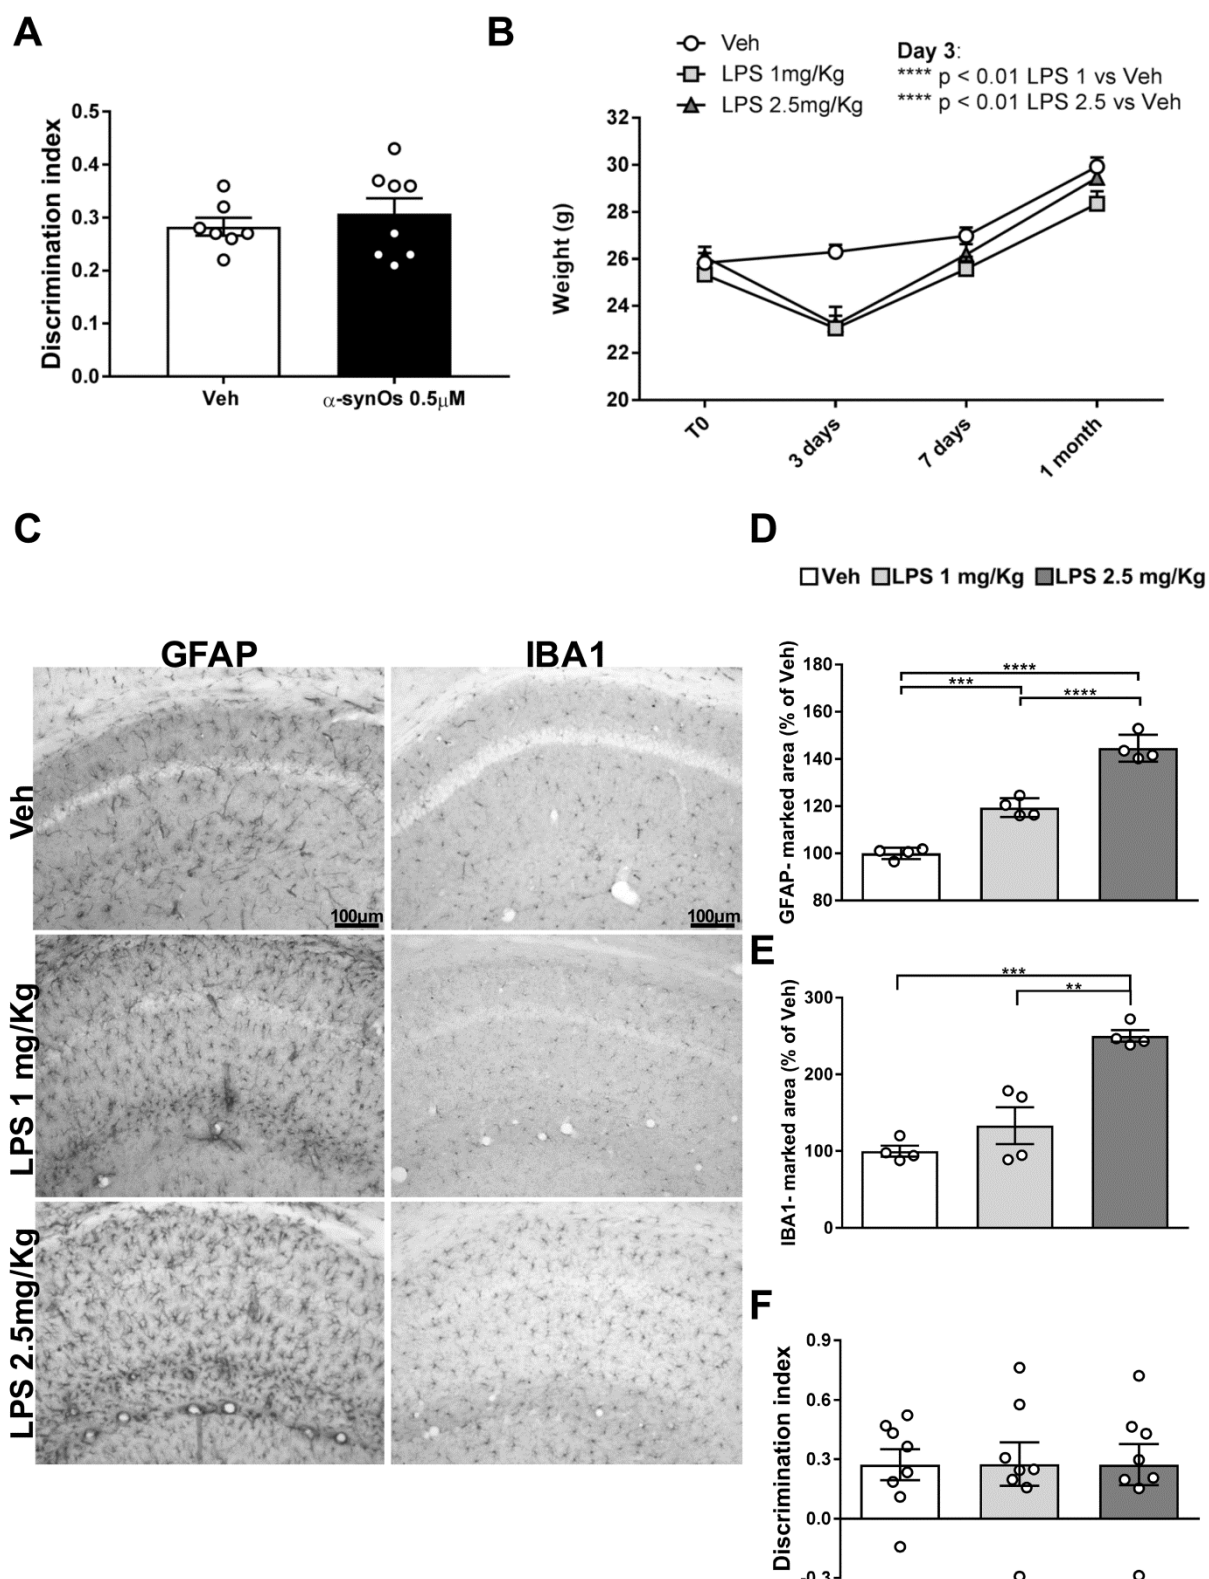 A
Discrimination index
0.5
0.4
0.3
0.2
0.1
0.0
Veh
α-synOs 0.5μM
B
Veh
LPS 1mg/Kg
LPS 2.5mg/Kg
Day 3:
**** p < 0.01 LPS 1 vs Veh
**** p < 0.01 LPS 2.5 vs Veh
Weight (g)
32
30
28
26
24
22
20
T0
3 days
7 days
1 month
C
GFAP
IBA1
Veh
100μm
100μm
LPS 1 mg/Kg
LPS 2.5mg/Kg
D
Veh LPS 1 mg/Kg LPS 2.5 mg/Kg
GFAP- marked area (% of Veh)
180
160
140
120
100
80
****
***
****
E
IBA1- marked area (% of Veh)
300
200
100
0
***
**
F
Discrimination index
0.9
0.6
0.3
0.0
-0.3